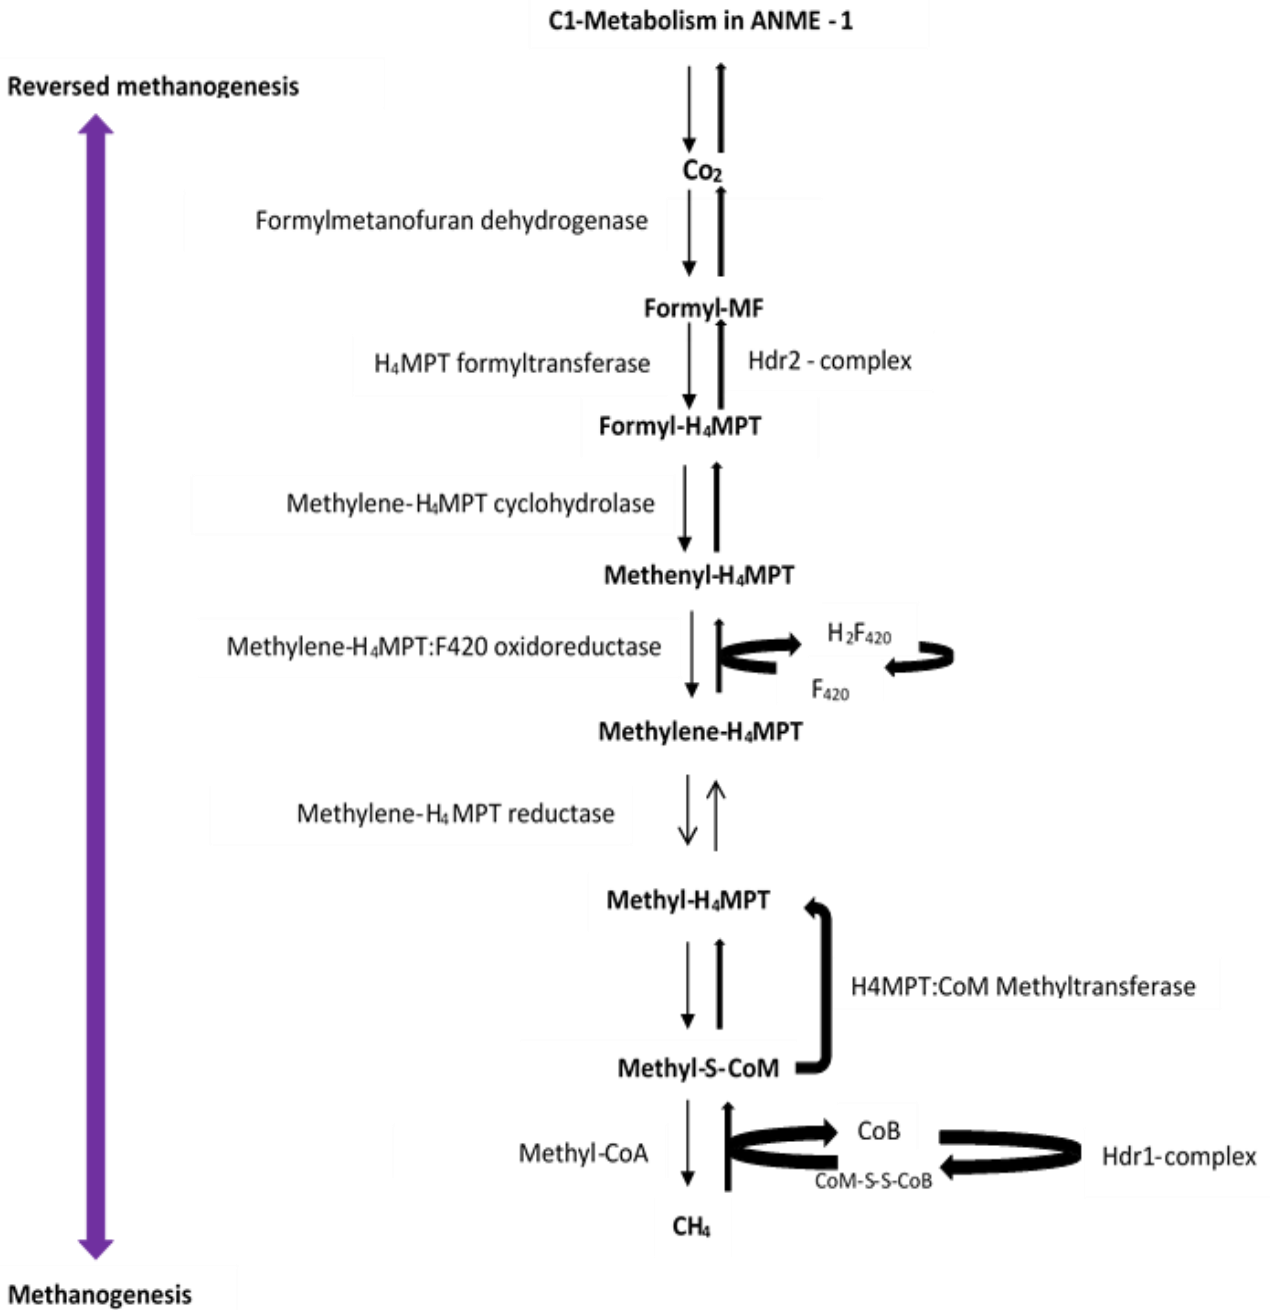 C1-Metabolism in ANME - 1
Reversed methanogenesis
Co₂
Formylmetanofuran dehydrogenase
Formyl-MF
H₄MPT formyltransferase
Hdr2 - complex
Formyl-H₄MPT
Methylene-H₄MPT cyclohydrolase
Methenyl-H₄MPT
H₂F₄₂₀
Methylene-H₄MPT:F420 oxidoreductase
F₄₂₀
Methylene-H₄MPT
Methylene-H₄MPT reductase
Methyl-H₄MPT
H4MPT:CoM Methyltransferase
Methyl-S-CoM
CoB
Methyl-CoA
Hdr1-complex
CoM-S-S-CoB
CH₄
Methanogenesis